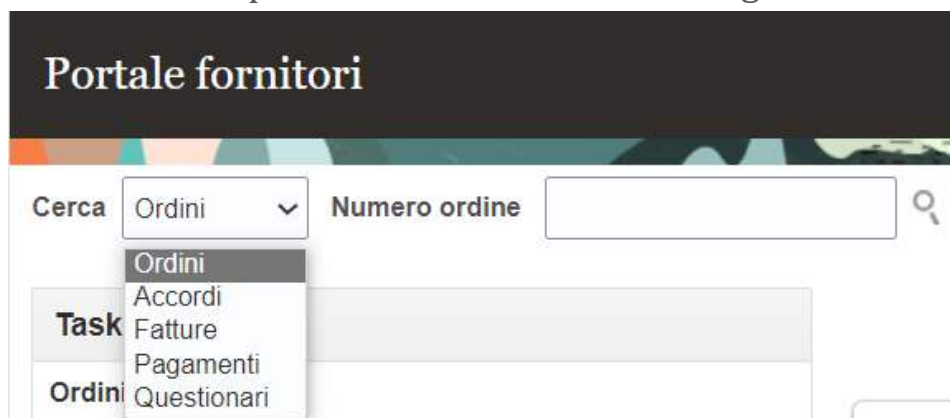 Portale fornitori
Cerca Ordini Numero ordine
Ordini
Accordi
Task
Fatture
Pagamenti
Ordini
Questionari